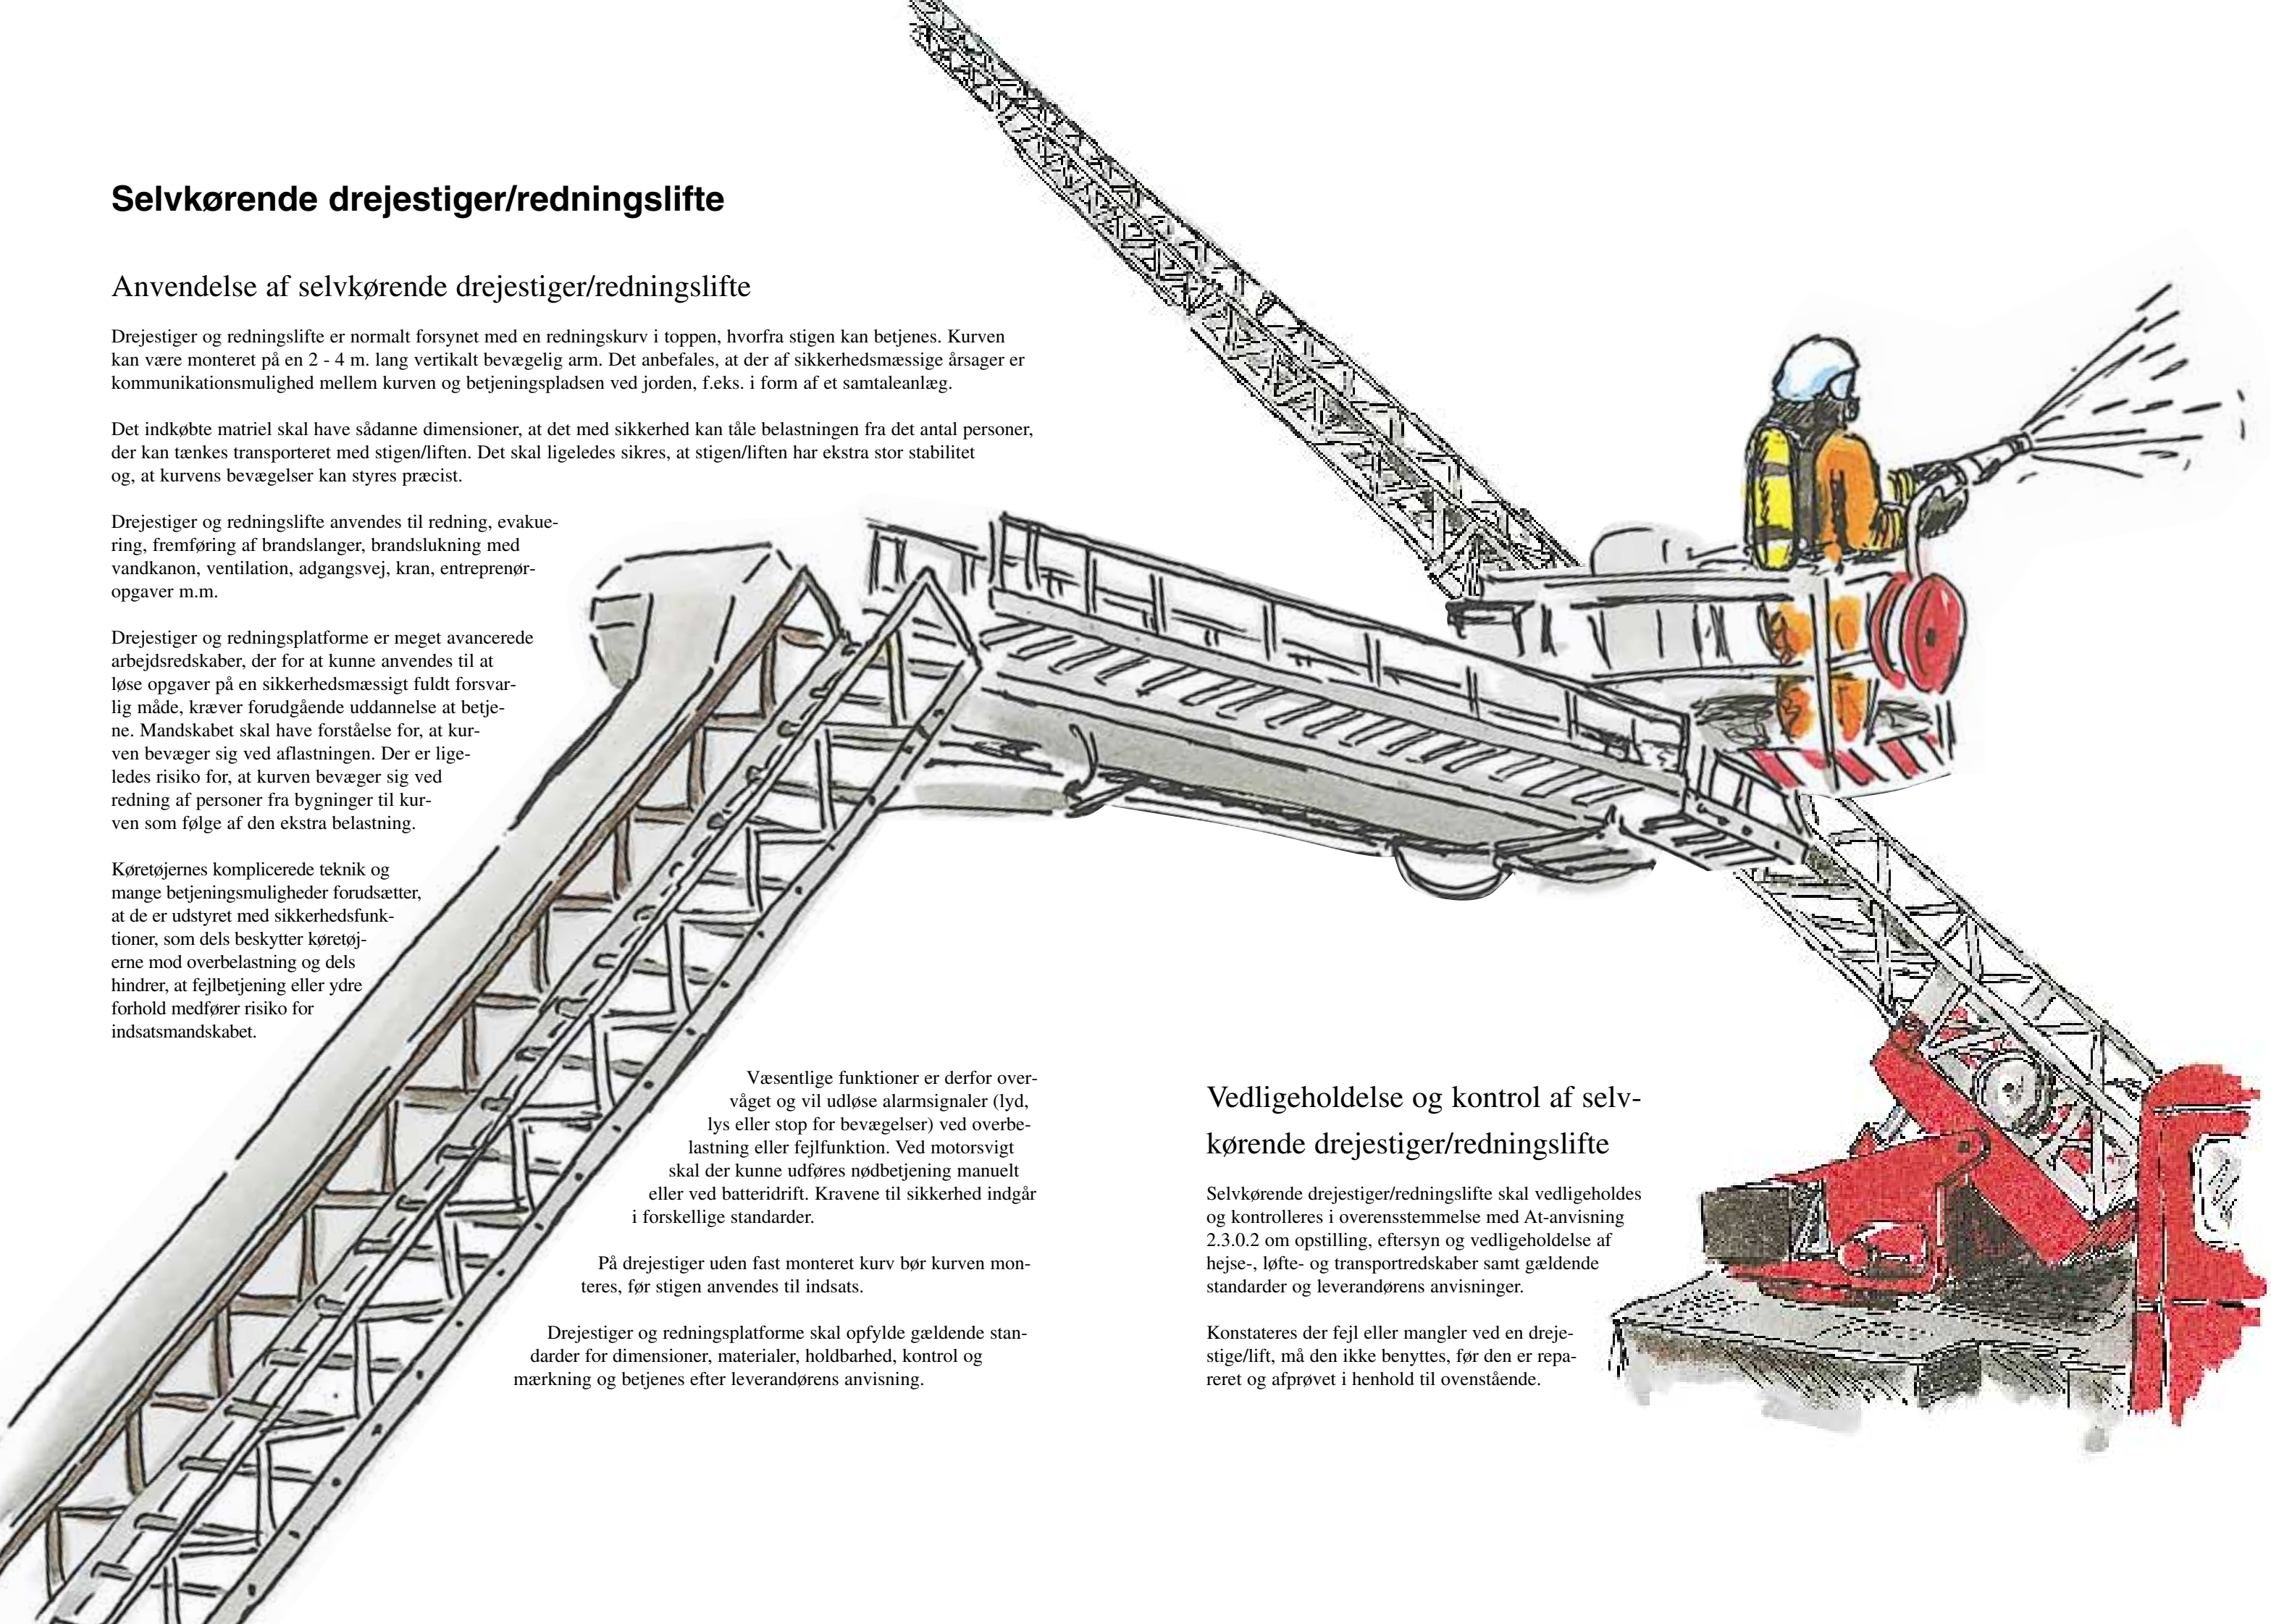 Selvkørende drejestiger/redningslifte
Anvendelse af selvkørende drejestiger/redningslifte
Drejestiger og redningslifte er normalt forsynet med en redningskurv i toppen, hvorfra stigen kan betjenes. Kurven
kan være monteret på en 2 - 4 m. lang vertikalt bevægelig arm. Det anbefales, at der af sikkerhedsmæssige årsager er
kommunikationsmulighed mellem kurven og betjeningspladsen ved jorden, f.eks. i form af et samtaleanlæg.
Det indkøbte matriel skal have sådanne dimensioner, at det med sikkerhed kan tåle belastningen fra det antal personer,
der kan tænkes transporteret med stigen/liften. Det skal ligeledes sikres, at stigen/liften har ekstra stor stabilitet
og, at kurvens bevægelser kan styres præcist.
Drejestiger og redningslifte anvendes til redning, evakue-
ring, fremføring af brandslanger, brandslukning med
vandkanon, ventilation, adgangsvej, kran, entreprenør-
opgaver m.m.
Drejestiger og redningsplatforme er meget avancerede
arbejdsredskaber, der for at kunne anvendes til at
løse opgaver på en sikkerhedsmæssigt fuldt forsvar-
lig måde, kræver forudgående uddannelse at betje-
ne. Mandskabet skal have forståelse for, at kur-
ven bevæger sig ved aflastningen. Der er lige-
ledes risiko for, at kurven bevæger sig ved
redning af personer fra bygninger til kur-
ven som følge af den ekstra belastning.
Køretøjernes komplicerede teknik og
mange betjeningsmuligheder forudsætter,
at de er udstyret med sikkerhedsfunk-
tioner, som dels beskytter køretøj-
erne mod overbelastning og dels
hindrer, at fejlbetjening eller ydre
forhold medfører risiko for
indsatsmandskabet.
Væsentlige funktioner er derfor over-
våget og vil udløse alarmsignaler (lyd,
lys eller stop for bevægelser) ved overbe-
lastning eller fejlfunktion. Ved motorsvigt
skal der kunne udføres nødbetjening manuelt
eller ved batteridrift. Kravene til sikkerhed indgår
i forskellige standarder.
På drejestiger uden fast monteret kurv bør kurven mon-
teres, før stigen anvendes til indsats.
Drejestiger og redningsplatforme skal opfylde gældende stan-
darder for dimensioner, materialer, holdbarhed, kontrol og
mærkning og betjenes efter leverandørens anvisning.
Vedligeholdelse og kontrol af selv-
kørende drejestiger/redningslifte
Selvkørende drejestiger/redningslifte skal vedligeholdes
og kontrolleres i overensstemmelse med At-anvisning
2.3.0.2 om opstilling, eftersyn og vedligeholdelse af
hejse-, løfte- og transportredskaber samt gældende
standarder og leverandørens anvisninger.
Konstateres der fejl eller mangler ved en dreje-
stige/lift, må den ikke benyttes, før den er repa-
reret og afprøvet i henhold til ovenstående.